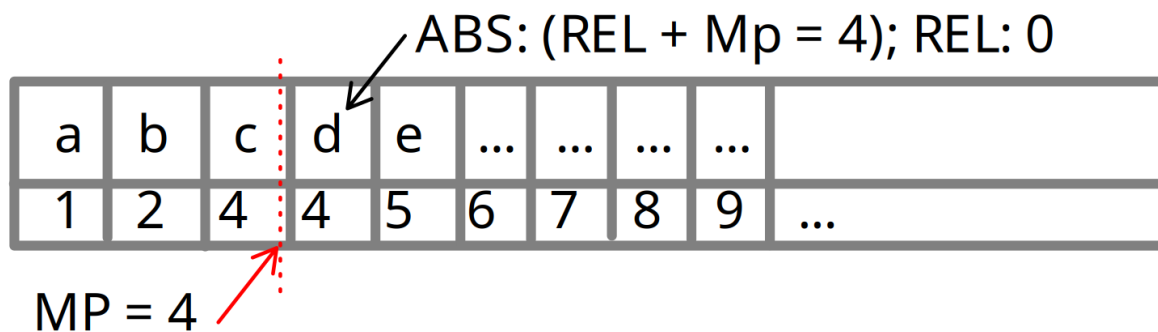 ABS: (REL + Mp = 4); REL: 0
a b c d e ... ... ... ...
1 2 4 4 5 6 7 8 9 ...
MP = 4